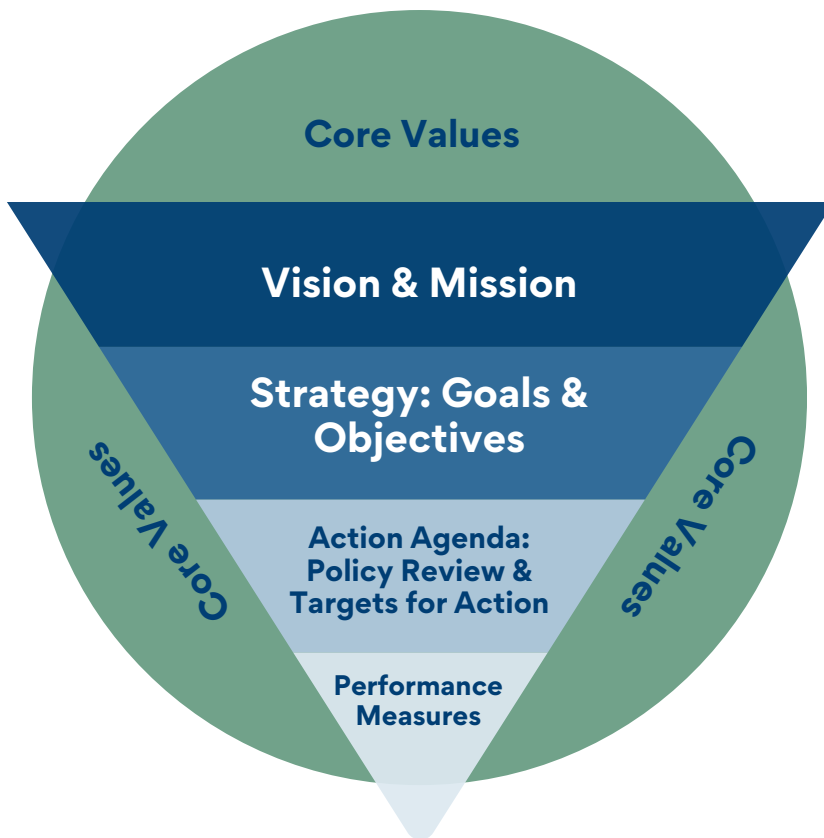 Core Values
Vision & Mission
Strategy: Goals &
Objectives
Core Values
Core Values
Action Agenda:
Policy Review &
Targets for Action
Performance
Measures